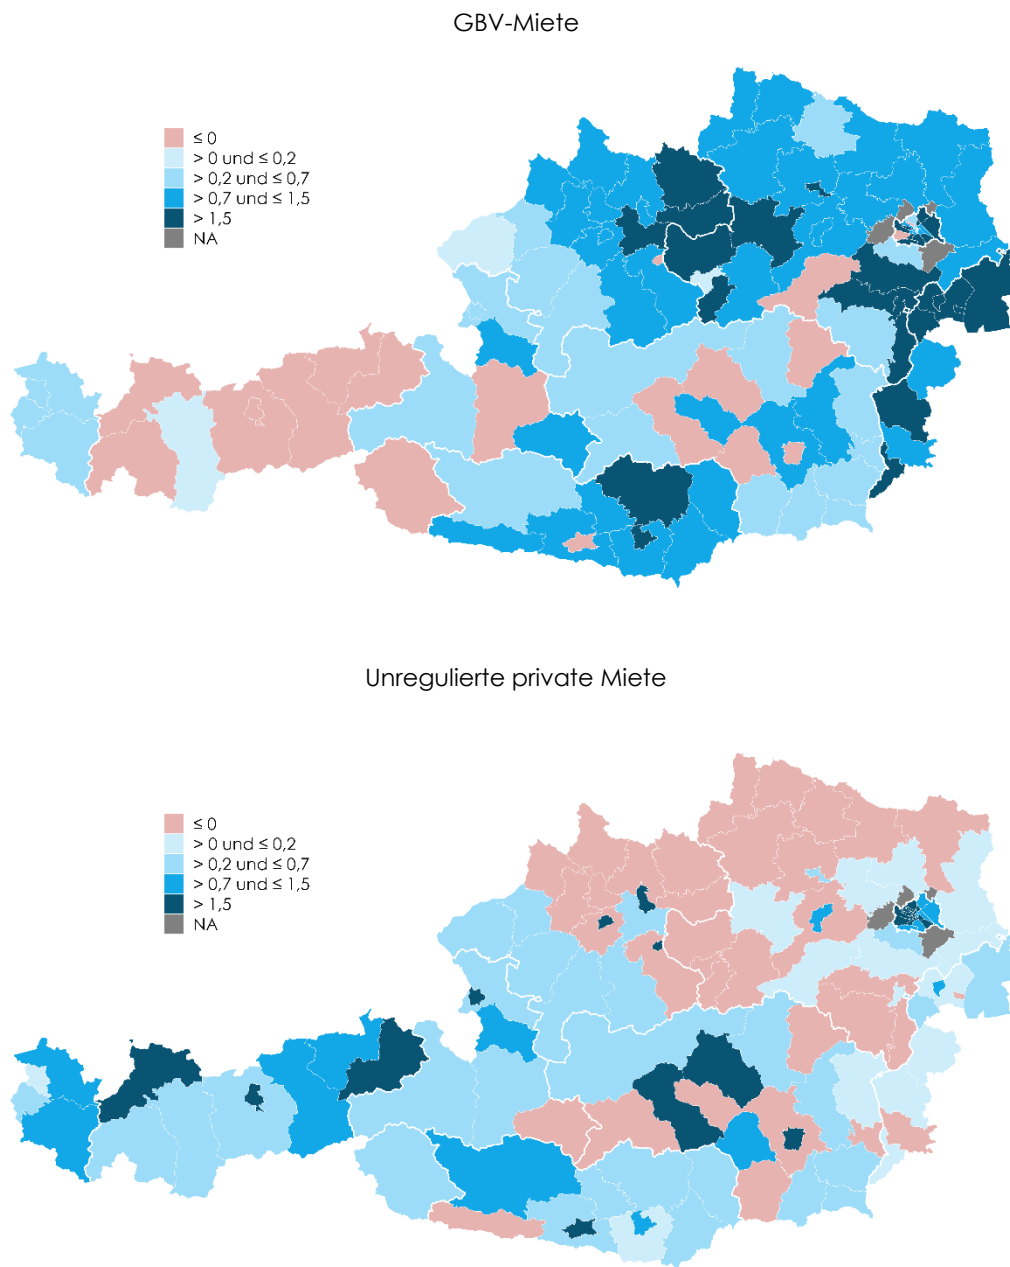 GBV-Miete
≤ 0
> 0 und ≤ 0,2
> 0,2 und ≤ 0,7
> 0,7 und ≤ 1,5
> 1,5
NA
Unregulierte private Miete
≤ 0
> 0 und ≤ 0,2
> 0,2 und ≤ 0,7
> 0,7 und ≤ 1,5
> 1,5
NA